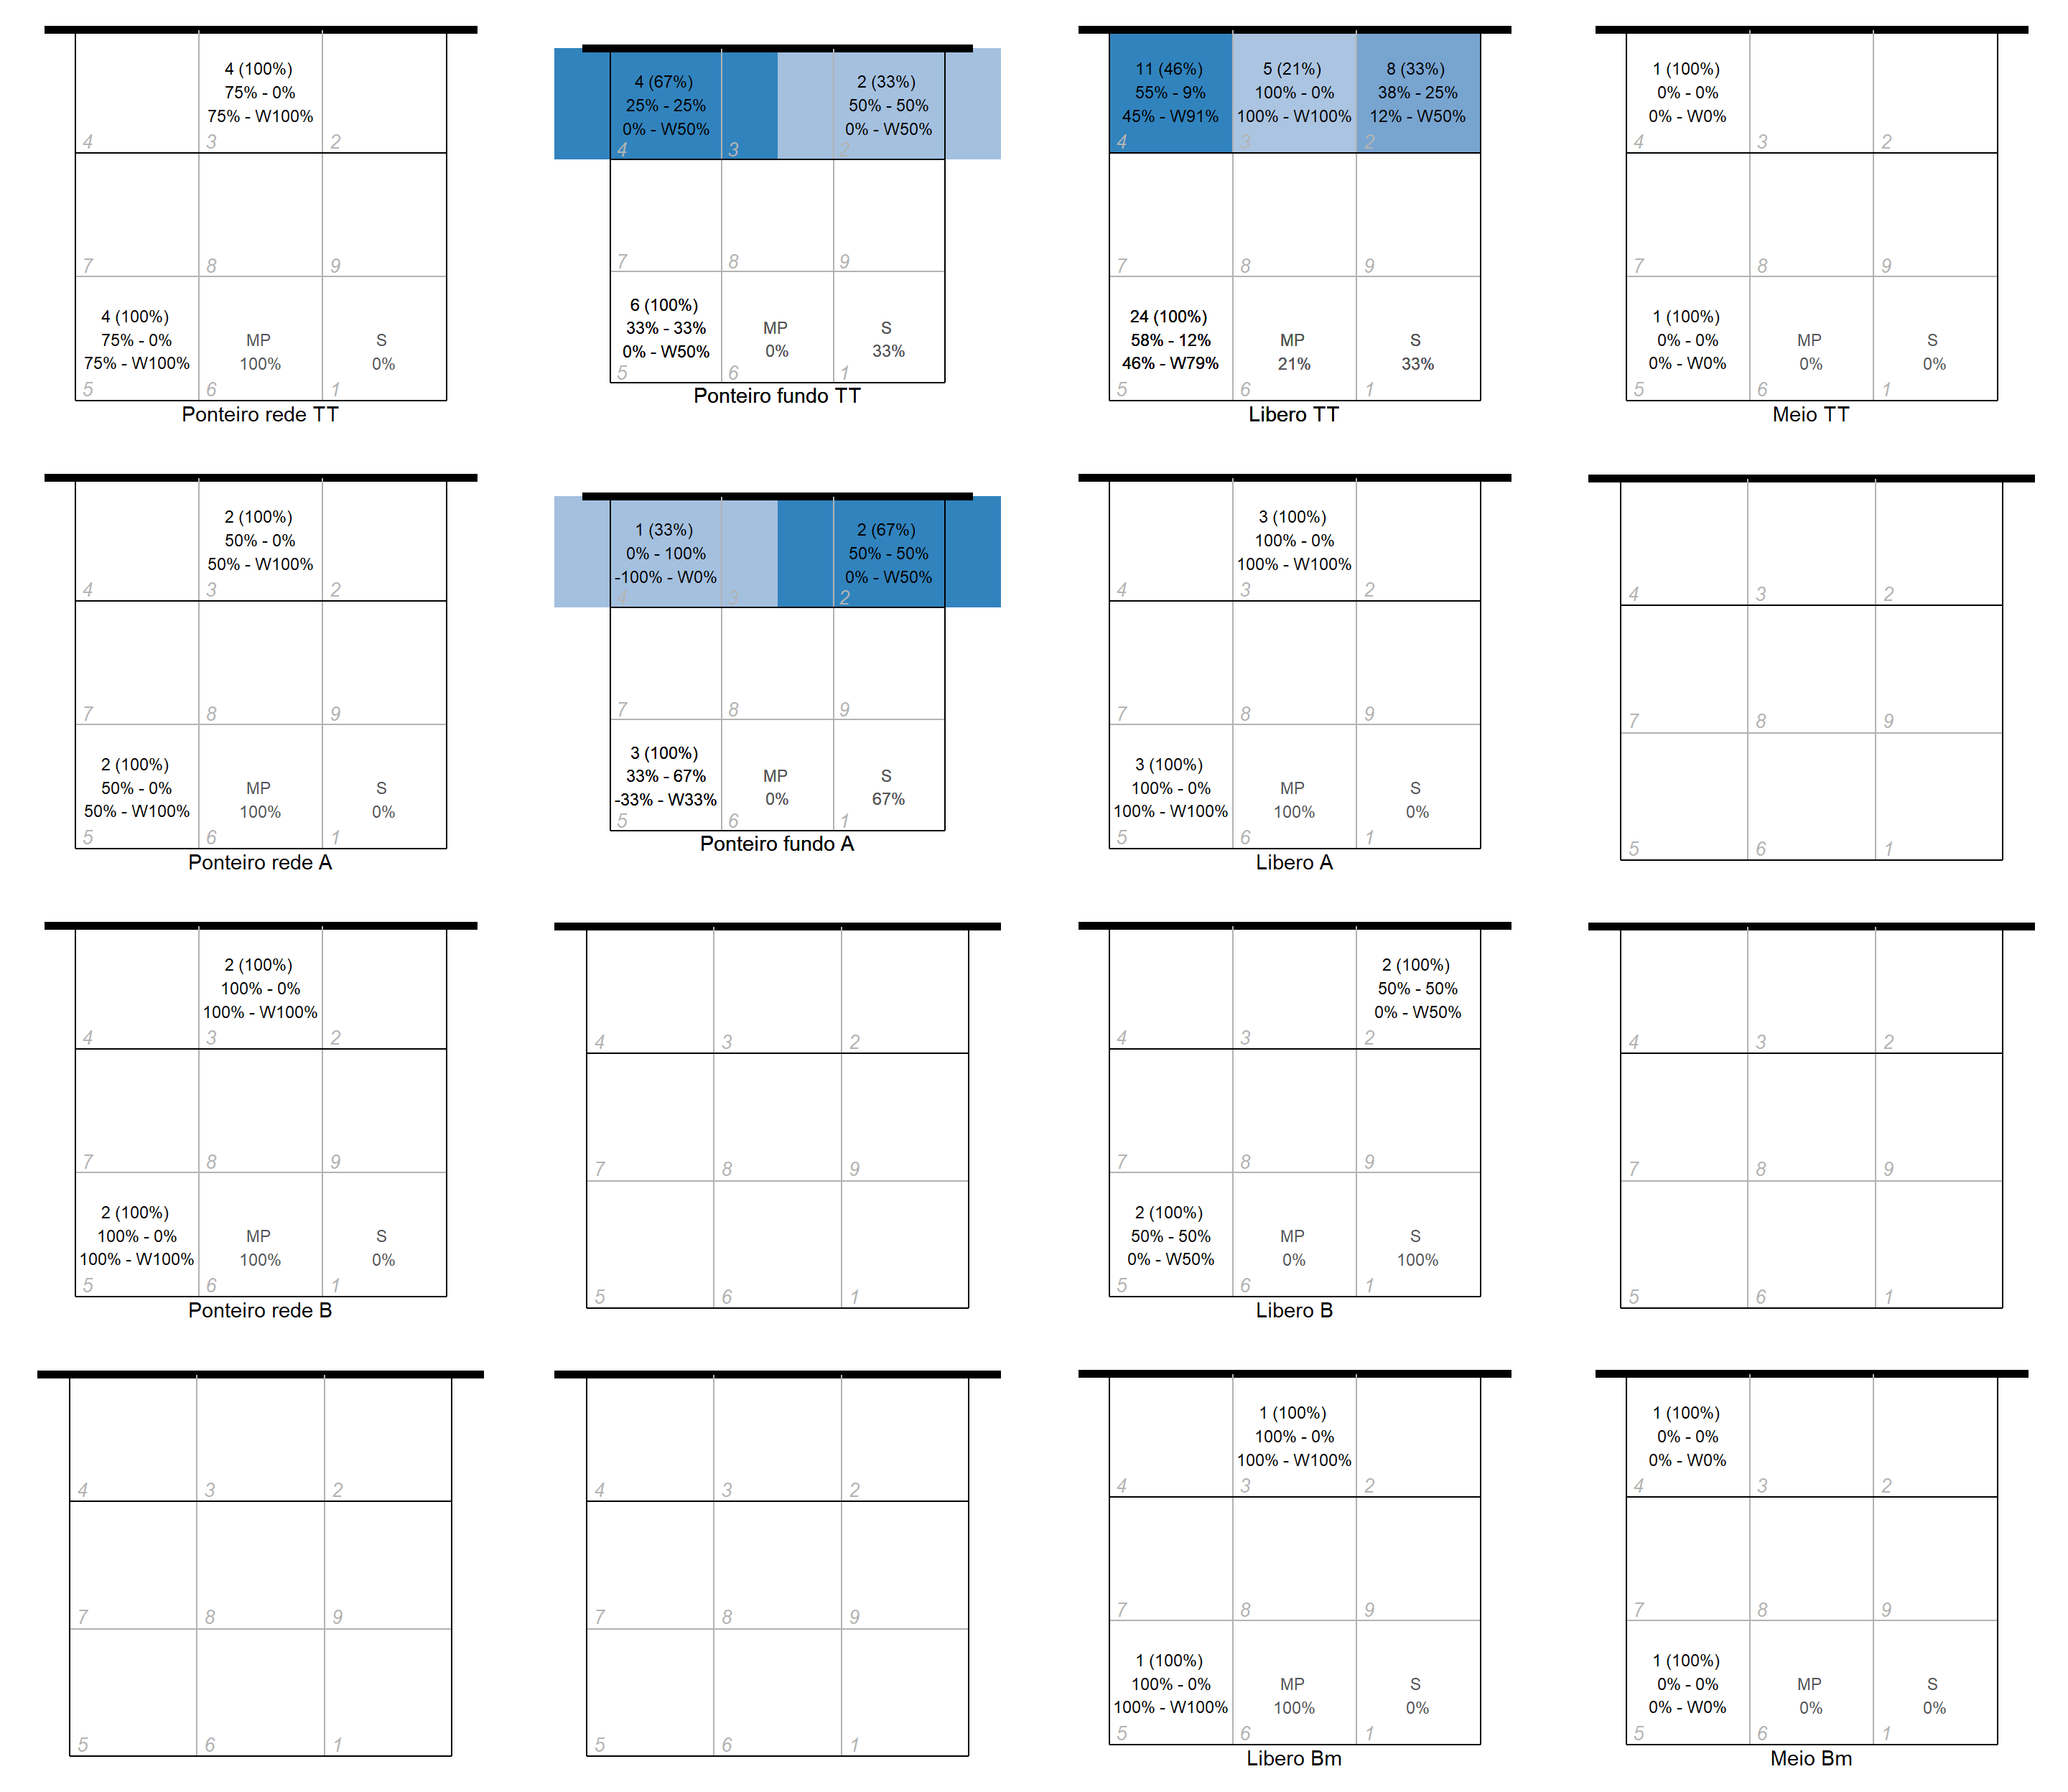 4 (100%)
75% - 0%
75% - W100%
4 3 2
7 8 9
4 (100%)
75% - 0%
75% - W100%
MP
100%
S
0%
5 6 1
Ponteiro rede TT
4 (67%)
25% - 25%
0% - W50%
2 (33%)
50% - 50%
0% - W50%
4 3 2
7 8 9
6 (100%)
33% - 33%
0% - W50%
MP
0%
S
33%
5 6 1
Ponteiro fundo TT
11 (46%)
55% - 9%
45% - W91%
5 (21%)
100% - 0%
100% - W100%
8 (33%)
38% - 25%
12% - W50%
4 3 2
7 8 9
24 (100%)
58% - 12%
46% - W79%
MP
21%
S
33%
5 6 1
Libero TT
1 (100%)
0% - 0%
0% - W0%
4 3 2
7 8 9
1 (100%)
0% - 0%
0% - W0%
MP
0%
S
0%
5 6 1
Meio TT
2 (100%)
50% - 0%
50% - W100%
4 3 2
7 8 9
2 (100%)
50% - 0%
50% - W100%
MP
100%
S
0%
5 6 1
Ponteiro rede A
1 (33%)
0% - 100%
-100% - W0%
2 (67%)
50% - 50%
0% - W50%
4 3 2
7 8 9
3 (100%)
33% - 67%
-33% - W33%
MP
0%
S
67%
5 6 1
Ponteiro fundo A
3 (100%)
100% - 0%
100% - W100%
4 3 2
7 8 9
3 (100%)
100% - 0%
100% - W100%
MP
100%
S
0%
5 6 1
Libero A
4 3 2
7 8 9
5 6 1
2 (100%)
100% - 0%
100% - W100%
4 3 2
7 8 9
2 (100%)
100% - 0%
100% - W100%
MP
100%
S
0%
5 6 1
Ponteiro rede B
4 3 2
7 8 9
5 6 1
2 (100%)
50% - 50%
0% - W50%
4 3 2
7 8 9
2 (100%)
50% - 50%
0% - W50%
MP
0%
S
100%
5 6 1
Libero B
4 3 2
7 8 9
5 6 1
4 3 2
7 8 9
5 6 1
4 3 2
7 8 9
5 6 1
1 (100%)
100% - 0%
100% - W100%
4 3 2
7 8 9
1 (100%)
100% - 0%
100% - W100%
MP
100%
S
0%
5 6 1
Libero Bm
1 (100%)
0% - 0%
0% - W0%
4 3 2
7 8 9
1 (100%)
0% - 0%
0% - W0%
MP
0%
S
0%
5 6 1
Meio Bm